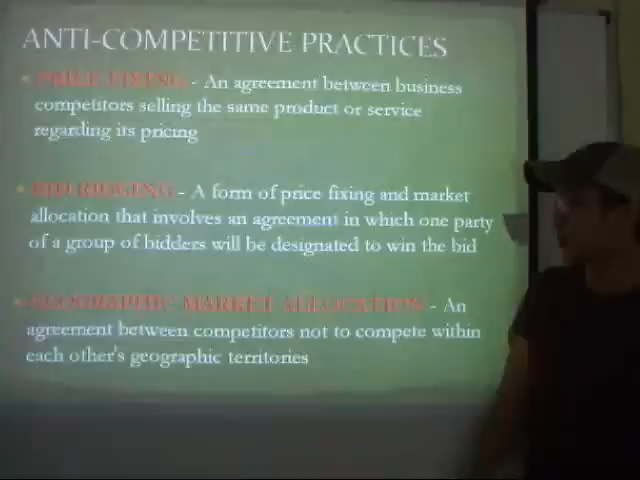 ANTI-COMPETITIVE PRACTICES
PRICE FIXING - An agreement between business
competitors selling the same product or service
regarding its pricing
BID RIGGING - A form of price fixing and market
allocation that involves an agreement in which one party
of a group of bidders will be designated to win the bid
GEOGRAPHIC MARKET ALLOCATION - An
agreement between competitors not to compete within
each other's geographic territories